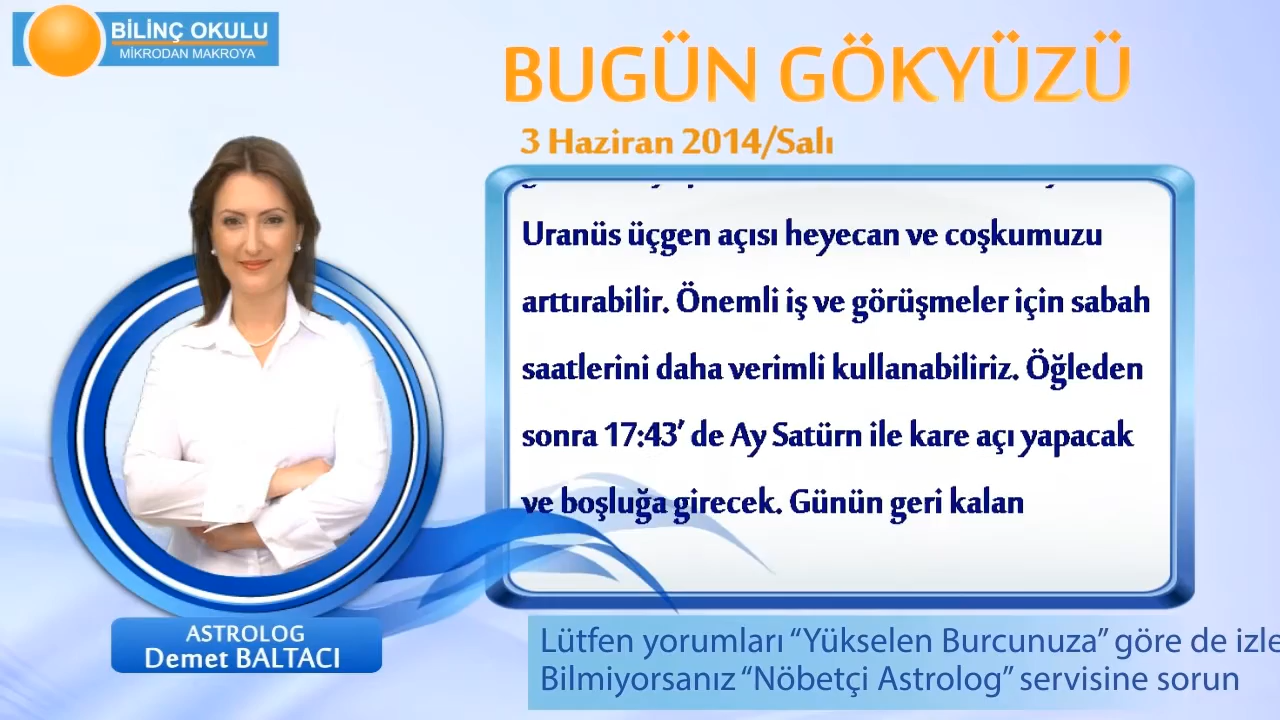 BİLİNÇ OKULU
MİKRODAN MAKROYA
BUGÜN GÖKYÜZÜ
3 Haziran 2014/Salı
Uranüs üçgen açısı heyecan ve coşkumuzu
arttırabilir. Önemli iş ve görüşmeler için sabah
saatlerini daha verimli kullanabiliriz. Öğleden
sonra 17:43’ de Ay Satürn ile kare açı yapacak
ve boşluğa girecek. Günün geri kalan
ASTROLOG
Demet BALTACI
Lütfen yorumları “Yükselen Burcunuza” göre de izle
Bilmiyorsanız “Nöbetçi Astrolog” servisine sorun